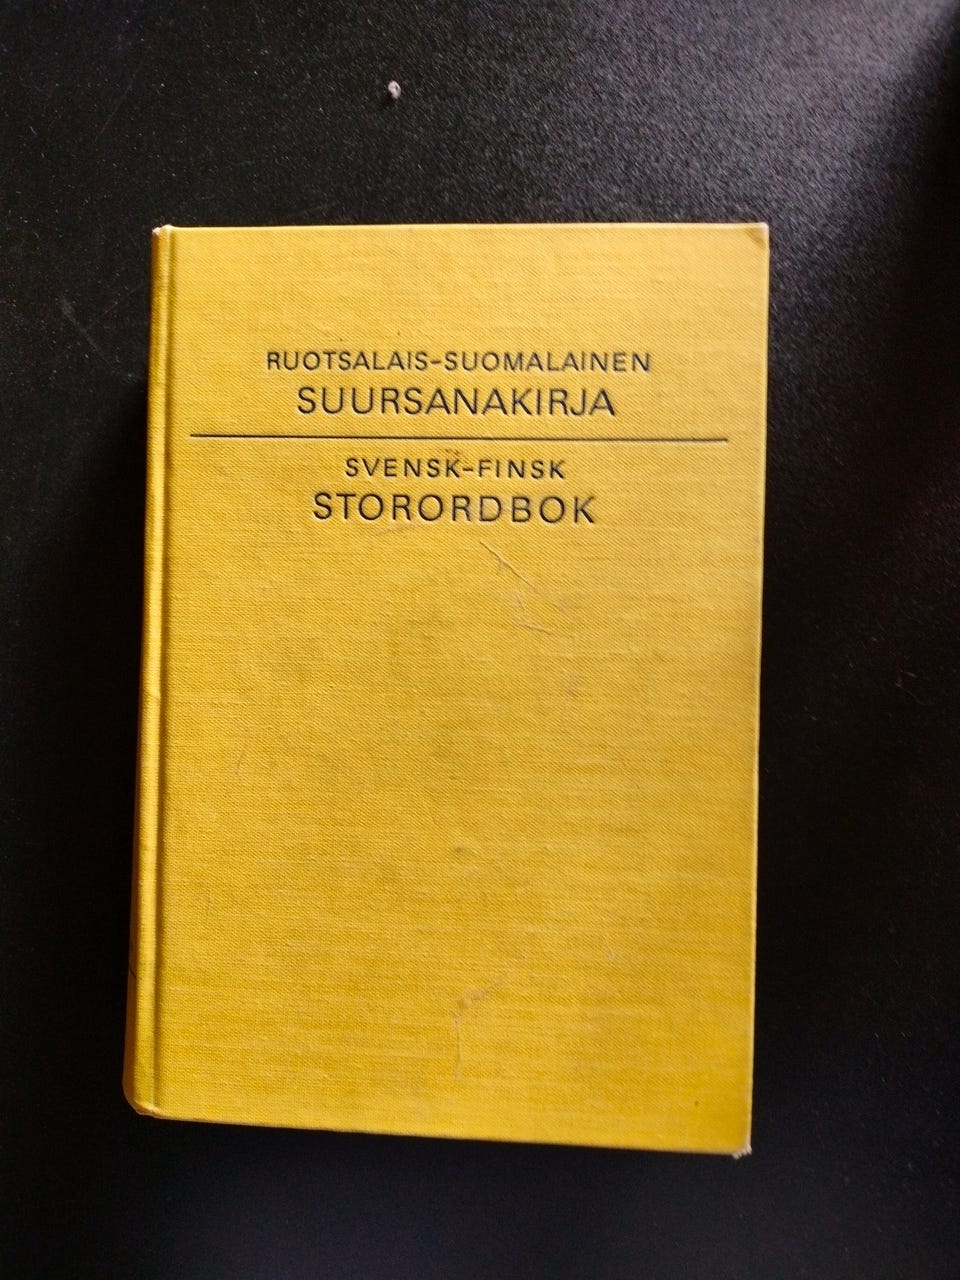 RUOTSALAIS-SUOMALAINEN
SUURSANAKIRJA
SVENSK-FINSK
STORORDBOK